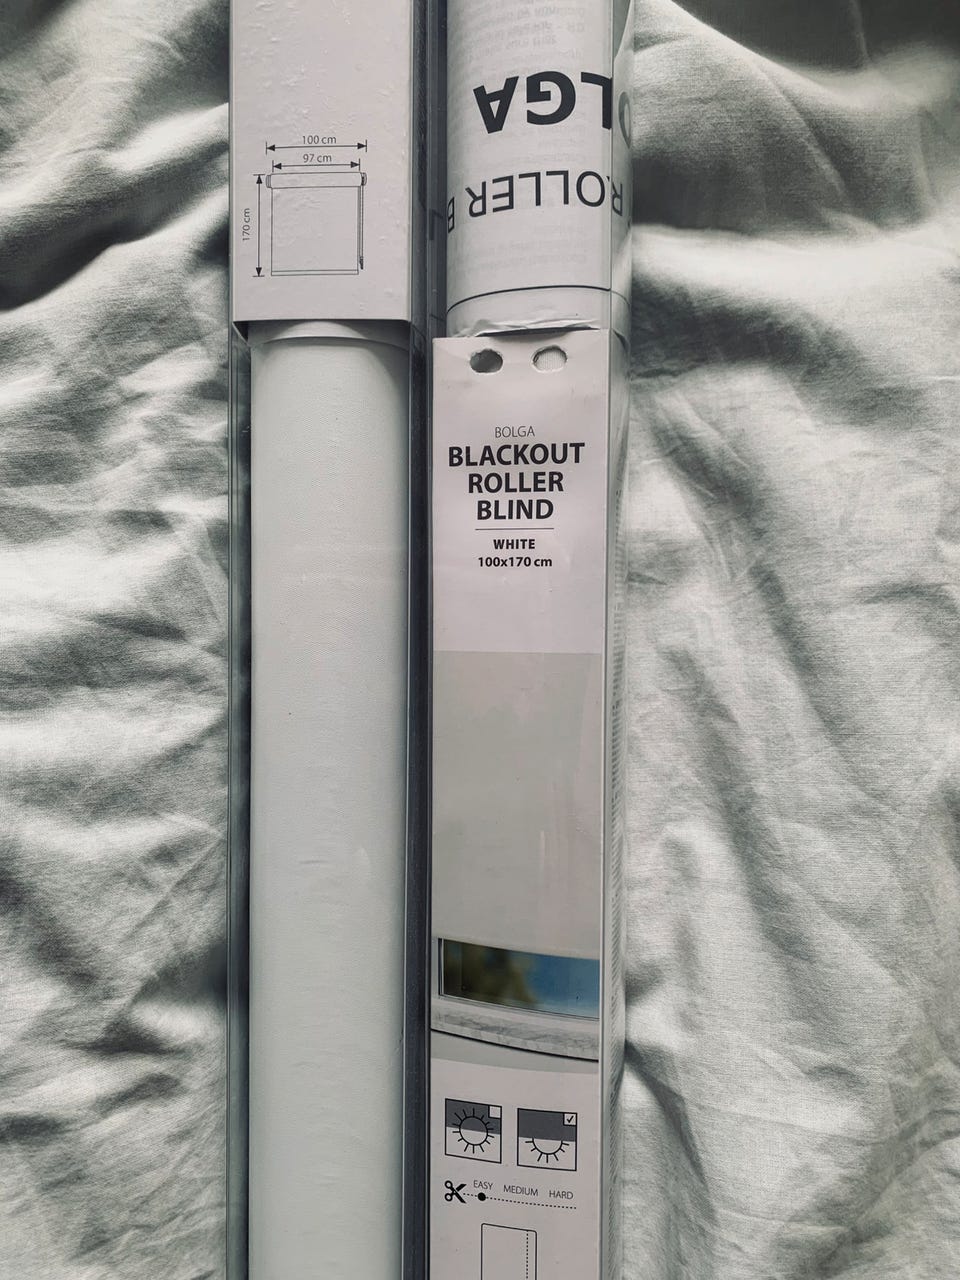 100 cm
97 cm
170 cm
LGA
ROLLER B
BOLGA
BLACKOUT
ROLLER
BLIND
WHITE
100x170 cm
EASY MEDIUM HARD